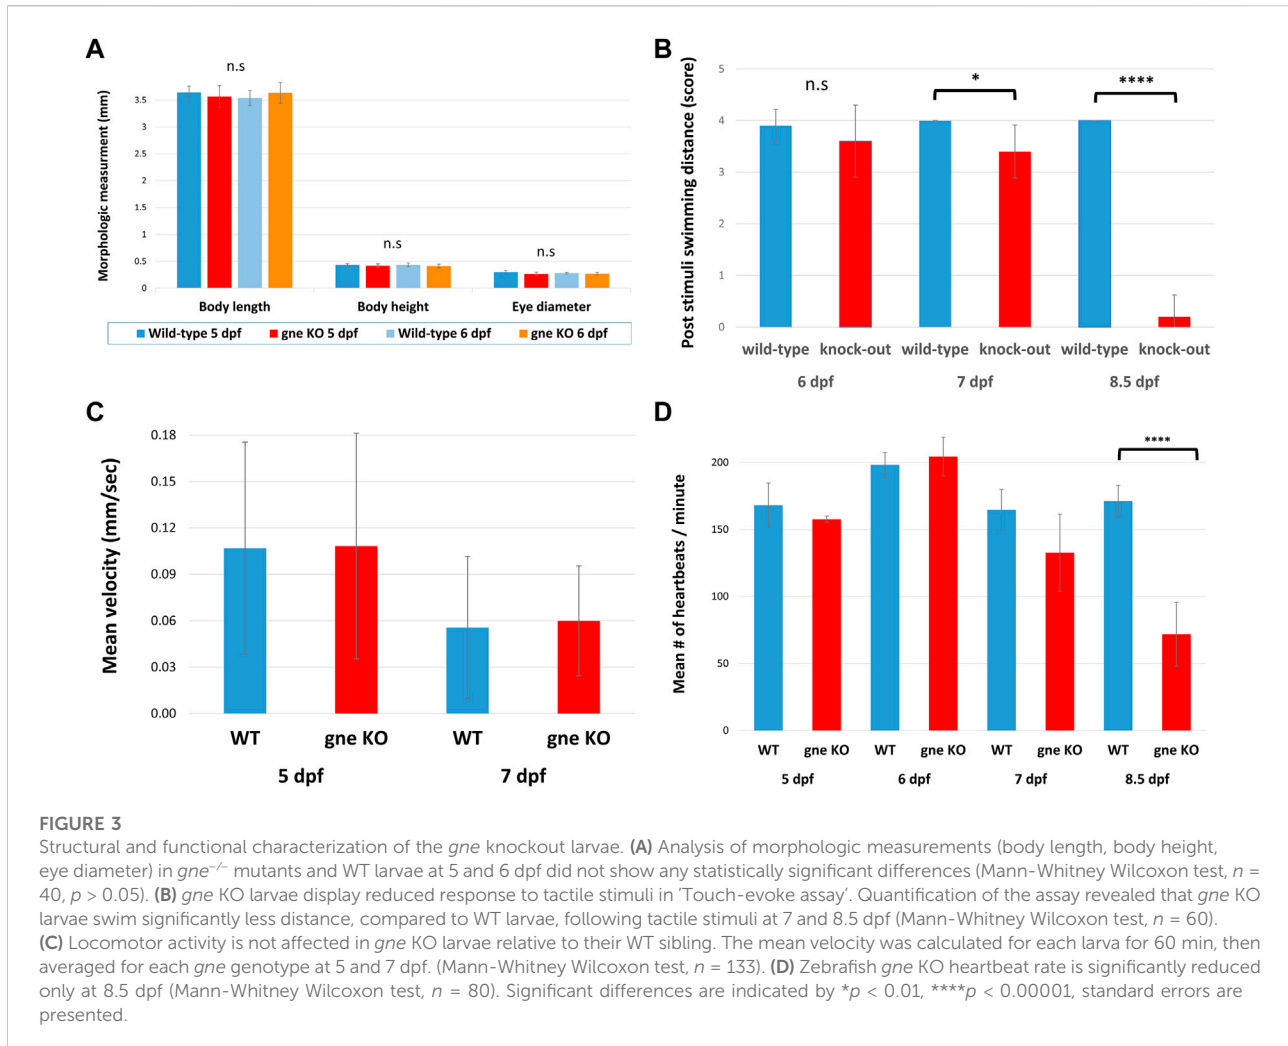 A
n.s
Morphologic measurment (mm)
3.5
3
2.5
2
1.5
1
0.5
0
n.s
n.s
Body length
Body height
Eye diameter
Wild-type 5 dpf
gne KO 5 dpf
Wild-type 6 dpf
gne KO 6 dpf
B
Post stimuli swimming distance (score)
5
4
3
2
4
0
n.s
*
****
wild-type knock-out wild-type knock-out wild-type knock-out
6 dpf 7 dpf 8.5 dpf
C
Mean velocity (mm/sec)
0.18
0.15
0.12
0.09
0.06
0.03
0.00
WT gne KO WT gne KO
5 dpf 7 dpf
D
Mean # of heartbeats / minute
200
150
100
50
0
****
WT gne KO WT gne KO WT gne KO WT gne KO
5 dpf 6 dpf 7 dpf 8.5 dpf
FIGURE 3
Structural and functional characterization of the gne knockout larvae. (A) Analysis of morphologic measurements (body length, body height,
eye diameter) in gne−/− mutants and WT larvae at 5 and 6 dpf did not show any statistically significant differences (Mann-Whitney Wilcoxon test, n =
40, p > 0.05). (B) gne KO larvae display reduced response to tactile stimuli in ‘Touch-evoke assay’. Quantification of the assay revealed that gne KO
larvae swim significantly less distance, compared to WT larvae, following tactile stimuli at 7 and 8.5 dpf (Mann-Whitney Wilcoxon test, n = 60).
(C) Locomotor activity is not affected in gne KO larvae relative to their WT sibling. The mean velocity was calculated for each larva for 60 min, then
averaged for each gne genotype at 5 and 7 dpf. (Mann-Whitney Wilcoxon test, n = 133). (D) Zebrafish gne KO heartbeat rate is significantly reduced
only at 8.5 dpf (Mann-Whitney Wilcoxon test, n = 80). Significant differences are indicated by *p < 0.01, ****p < 0.00001, standard errors are
presented.